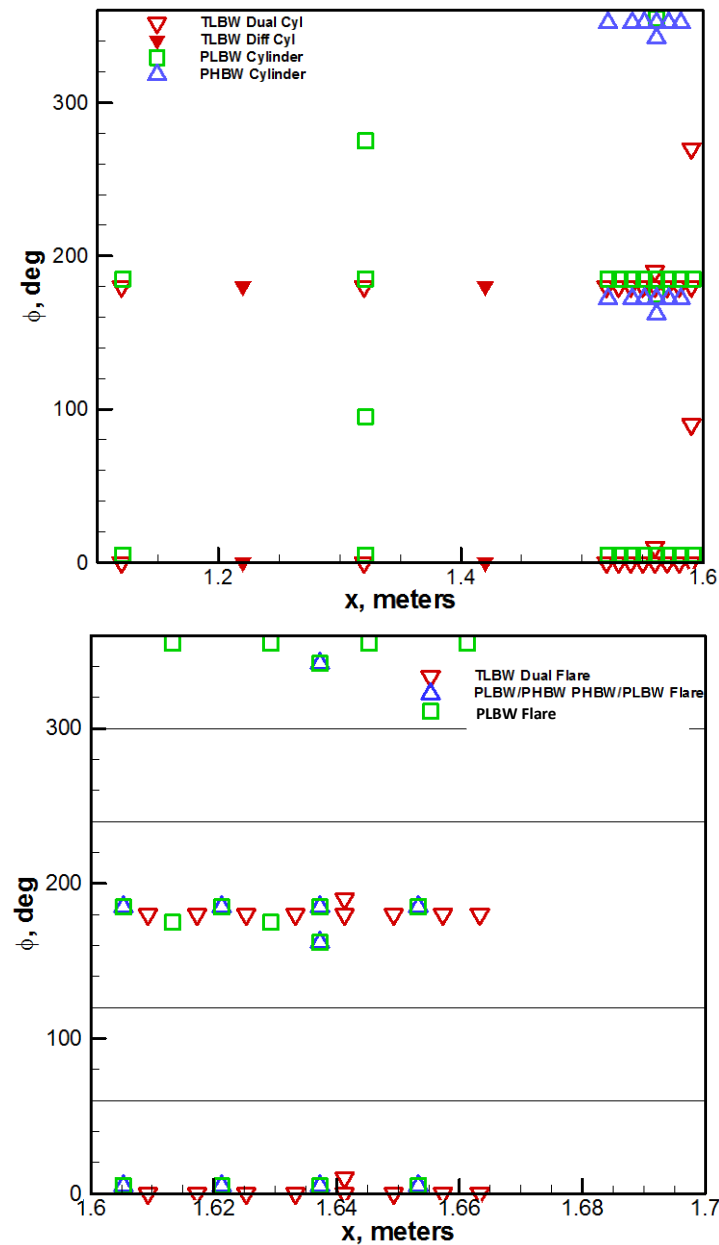 TLBW Dual Cyl
TLBW Diff Cyl
PLBW Cylinder
PHBW Cylinder
300
200
100
0
ϕ, deg
1.2
1.4
1.6
x, meters
TLBW Dual Flare
PLBW/PHBW PHBW/PLBW Flare
PLBW Flare
300
200
100
0
ϕ, deg
1.6
1.62
1.64
1.66
1.68
1.7
x, meters